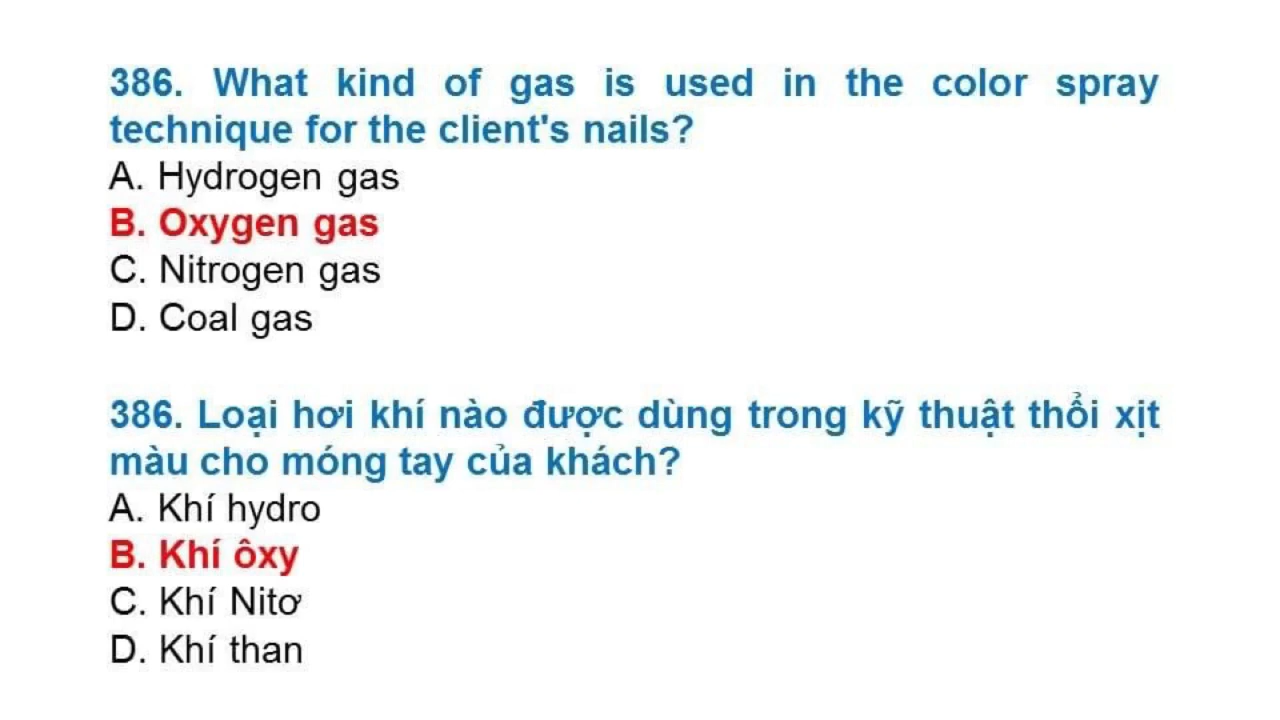 386. What kind of gas is used in the color spray
technique for the client's nails?
A. Hydrogen gas
B. Oxygen gas
C. Nitrogen gas
D. Coal gas
386. Loại hơi khí nào được dùng trong kỹ thuật thổi xịt
màu cho móng tay của khách?
A. Khí hydro
B. Khí ôxy
C. Khí Nitơ
D. Khí than